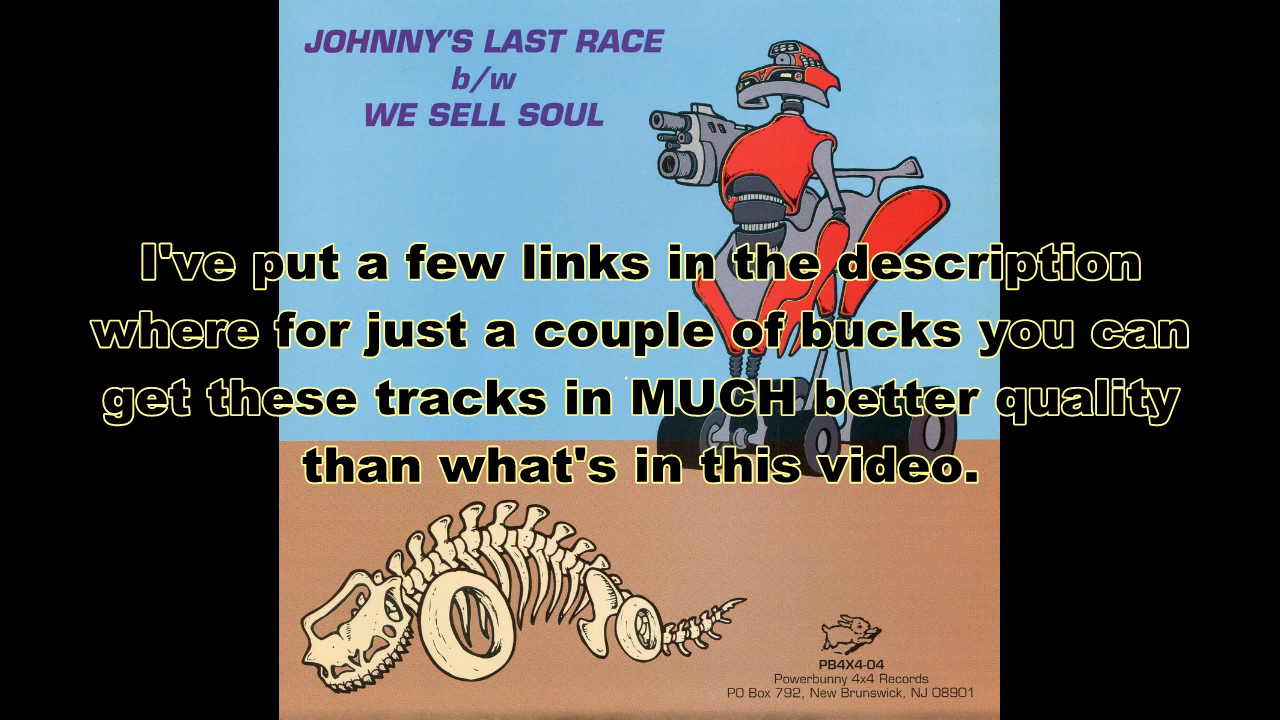 JOHNNY'S LAST RACE
b/w
WE SELL SOUL
I've put a few links in the description
where for just a couple of bucks you can
get these tracks in MUCH better quality
than what's in this video.
PB4X4-04
Powerbunny 4x4 Records
PO Box 792, New Brunswick, NJ 08901